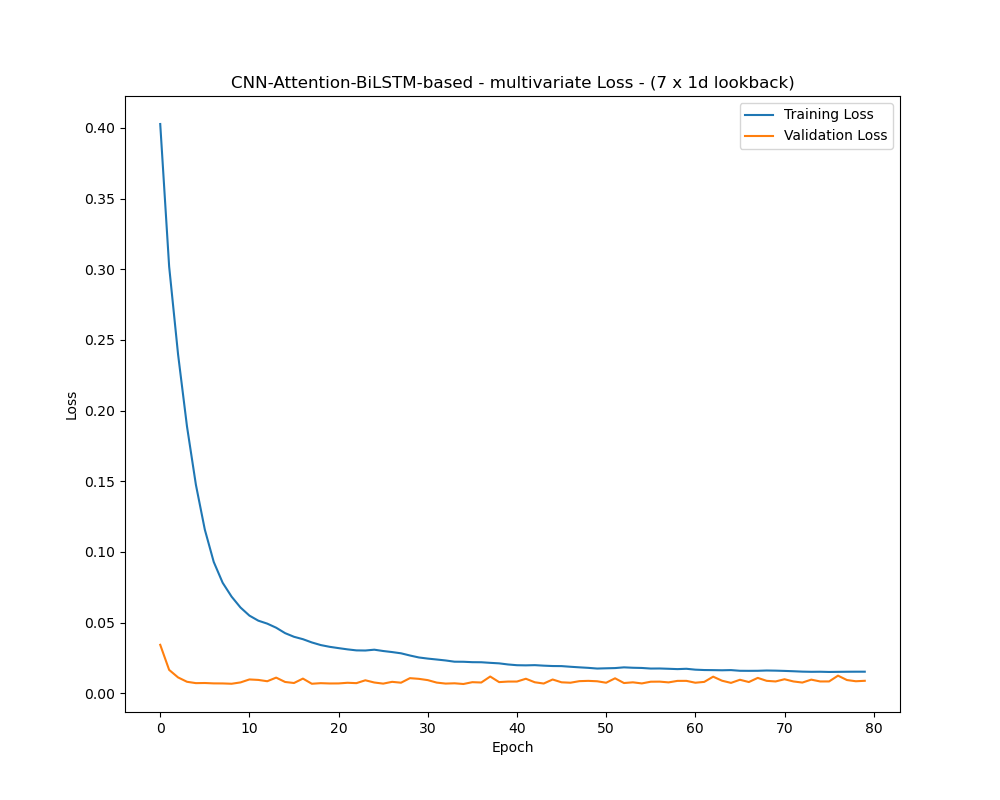 CNN-Attention-BiLSTM-based - multivariate Loss - (7 x 1d lookback)
Training Loss
Validation Loss
0.40
0.35
0.30
0.25
0.20
0.15
0.10
0.05
0.00
Loss
0 10 20 30 40 50 60 70 80
Epoch